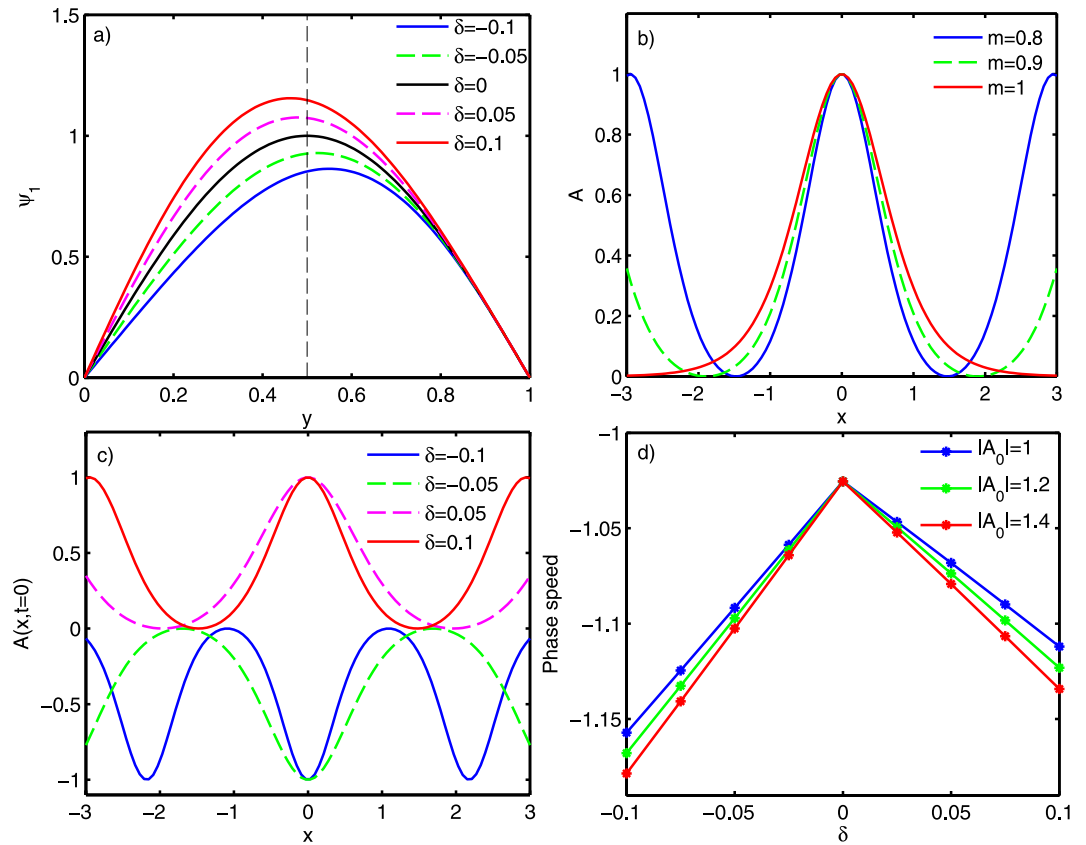 a)
δ=−0.1
δ=−0.05
δ=0
δ=0.05
δ=0.1
1.5
1
0.5
0
ψ1
0 0.2 0.4 0.6 0.8 1
y
b)
m=0.8
m=0.9
m=1
1
0.8
0.6
0.4
0.2
0
A
−3 −2 −1 0 1 2 3
x
c)
δ=−0.1
δ=−0.05
δ=0.05
δ=0.1
1
0.5
0
−0.5
−1
A(x,t=0)
−3 −2 −1 0 1 2 3
x
d)
|A0|=1
|A0|=1.2
|A0|=1.4
−1
−1.05
−1.1
−1.15
Phase speed
−0.1 −0.05 0 0.05 0.1
δ